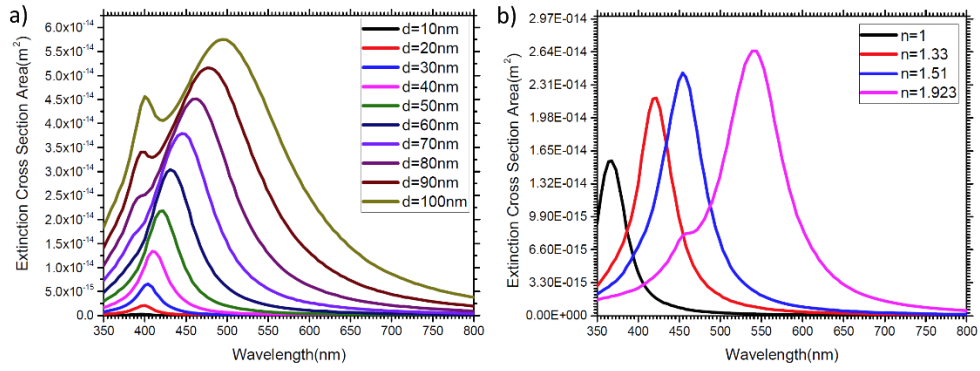 a)
Extinction Cross Section Area(m²)
6.0x10⁻¹⁴
5.5x10⁻¹⁴
5.0x10⁻¹⁴
4.5x10⁻¹⁴
4.0x10⁻¹⁴
3.5x10⁻¹⁴
3.0x10⁻¹⁴
2.5x10⁻¹⁴
2.0x10⁻¹⁴
1.5x10⁻¹⁴
1.0x10⁻¹⁴
5.0x10⁻¹⁵
0.0
350 400 450 500 550 600 650 700 750 800
Wavelength(nm)
d=10nm
d=20nm
d=30nm
d=40nm
d=50nm
d=60nm
d=70nm
d=80nm
d=90nm
d=100nm
b)
Extinction Cross Section Area(m²)
2.97E-014
2.64E-014
2.31E-014
1.98E-014
1.65E-014
1.32E-014
9.90E-015
6.60E-015
3.30E-015
0.00E+000
350 400 450 500 550 600 650 700 750 800
Wavelength(nm)
n=1
n=1.33
n=1.51
n=1.923